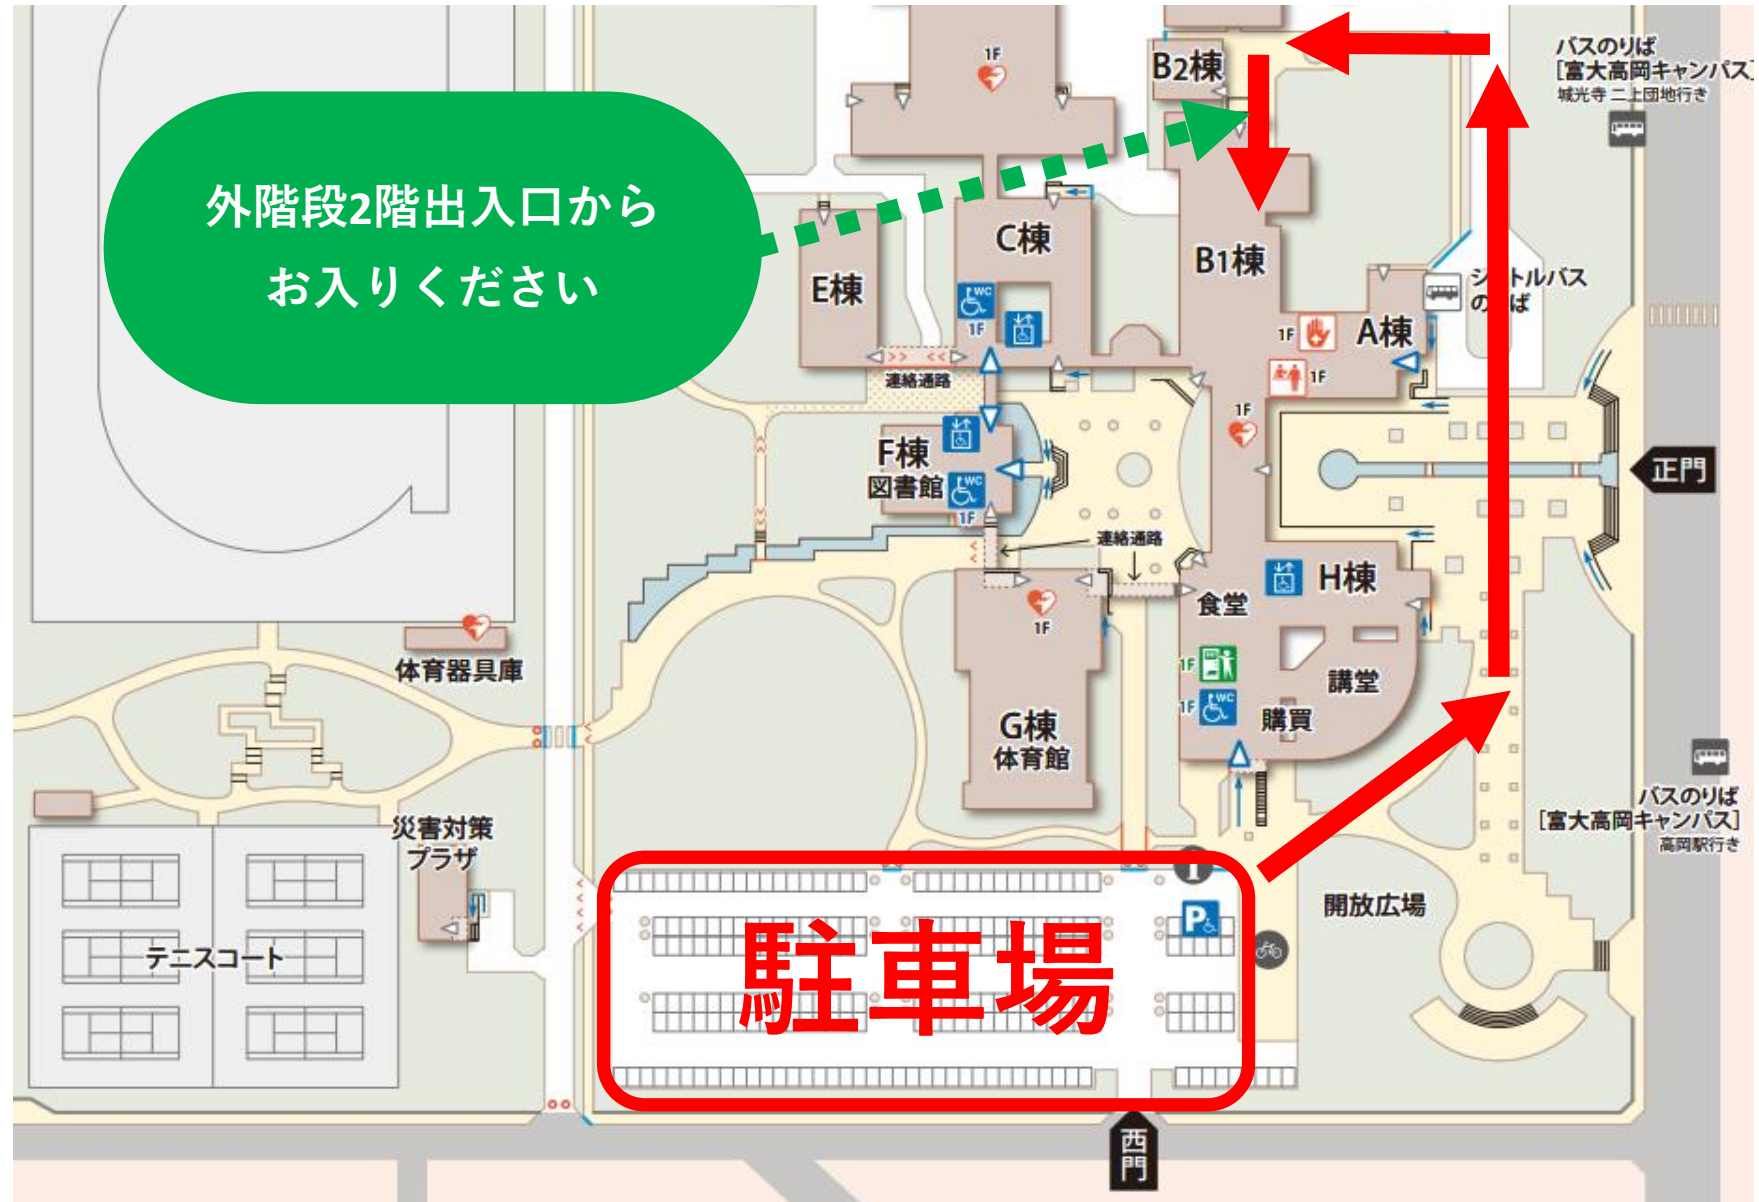 1F
B2棟
バスのりば
[富大高岡キャンパス]
城光寺 二上団地行き
外階段2階出入口から
お入りください
C棟
B1棟
E棟
WC
1F
シャトルバス
のりば
1F
A棟
1F
連絡通路
1F
F棟
図書館
WC
1F
正門
連絡通路
H棟
食堂
1F
体育器具庫
1F
講堂
WC
1F
購買
G棟
体育館
バスのりば
[富大高岡キャンパス]
高岡駅行き
災害対策
プラザ
i
開放広場
P
駐車場
テニスコート
西門